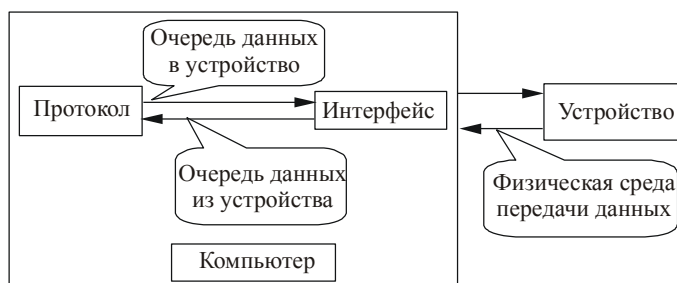 Очередь данных
в устройство
Протокол
Интерфейс
Устройство
Очередь данных
из устройства
Физическая среда
передачи данных
Компьютер